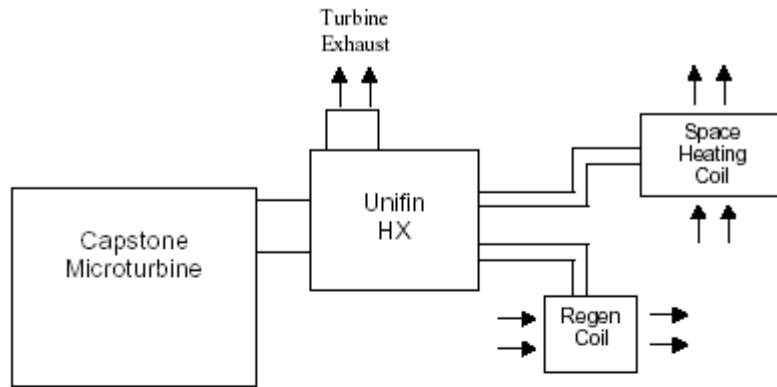 Turbine
Exhaust
Space
Heating
Coil
Unifin
HX
Capstone
Microturbine
Regen
Coil